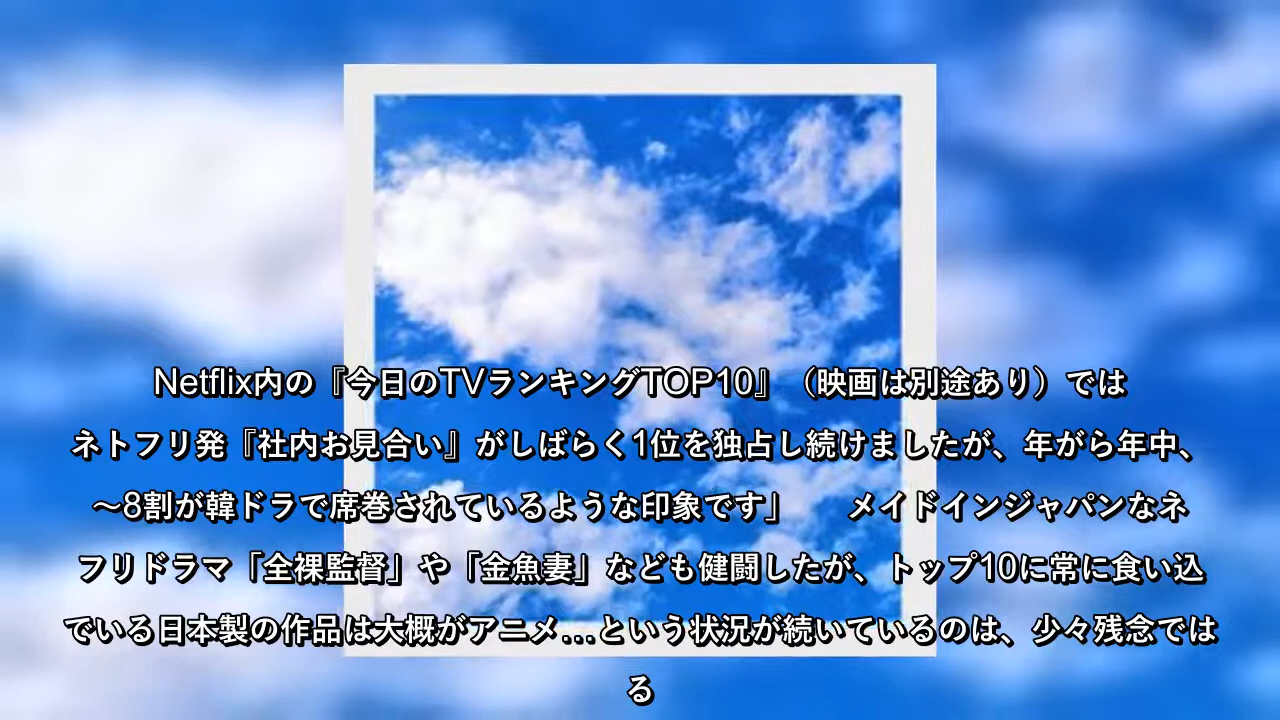 Netflix内の『今日のTVランキングTOP10』（映画は別途あり）では
ネトフリ発『社内お見合い』がしばらく1位を独占し続けましたが、年がら年中、
〜8割が韓ドラで席巻されているような印象です」　　メイドインジャパンなネ
フリドラマ「全裸監督」や「金魚妻」なども健闘したが、トップ10に常に食い込
でいる日本製の作品は大概がアニメ…という状況が続いているのは、少々残念では
る